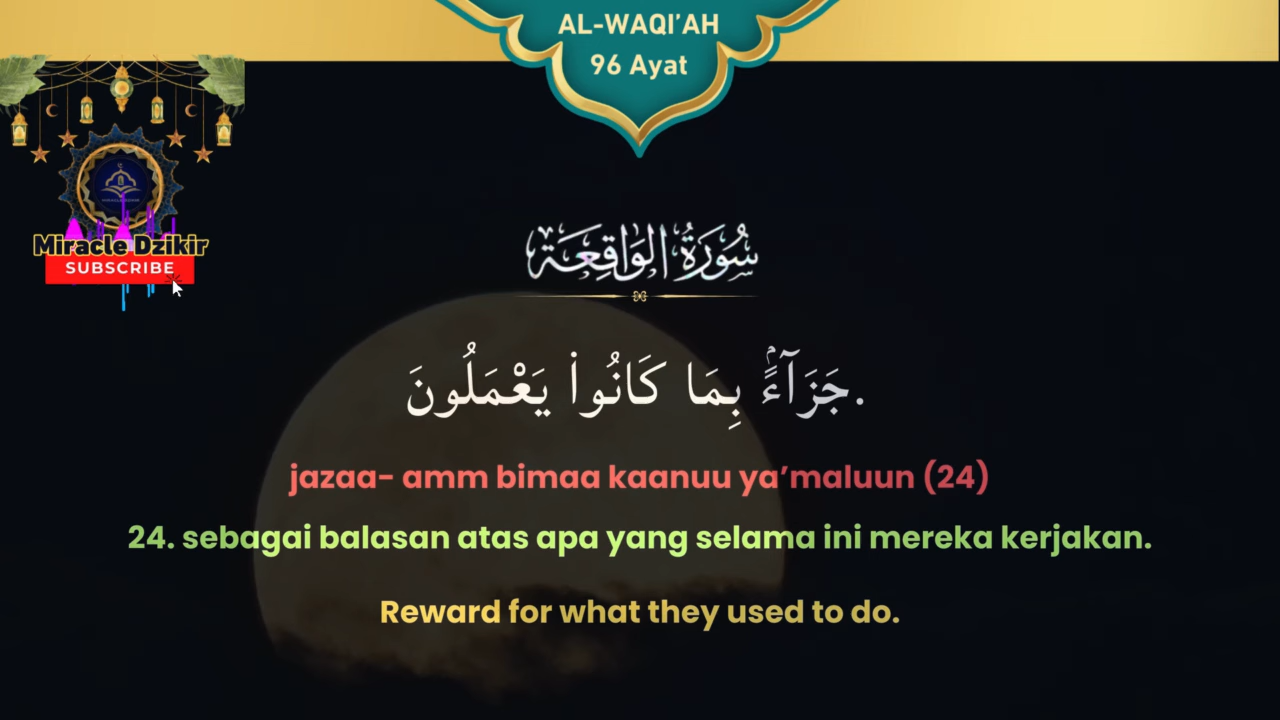 AL-WAQI’AH
96 Ayat
Miracle Dzikir
SUBSCRIBE
سُورَةُ الوَاقِعَة
جَزَآءًۢ بِمَا كَانُوا۟ يَعْمَلُونَ.
jazaa- amm bimaa kaanuu ya’maluun (24)
24. sebagai balasan atas apa yang selama ini mereka kerjakan.
Reward for what they used to do.